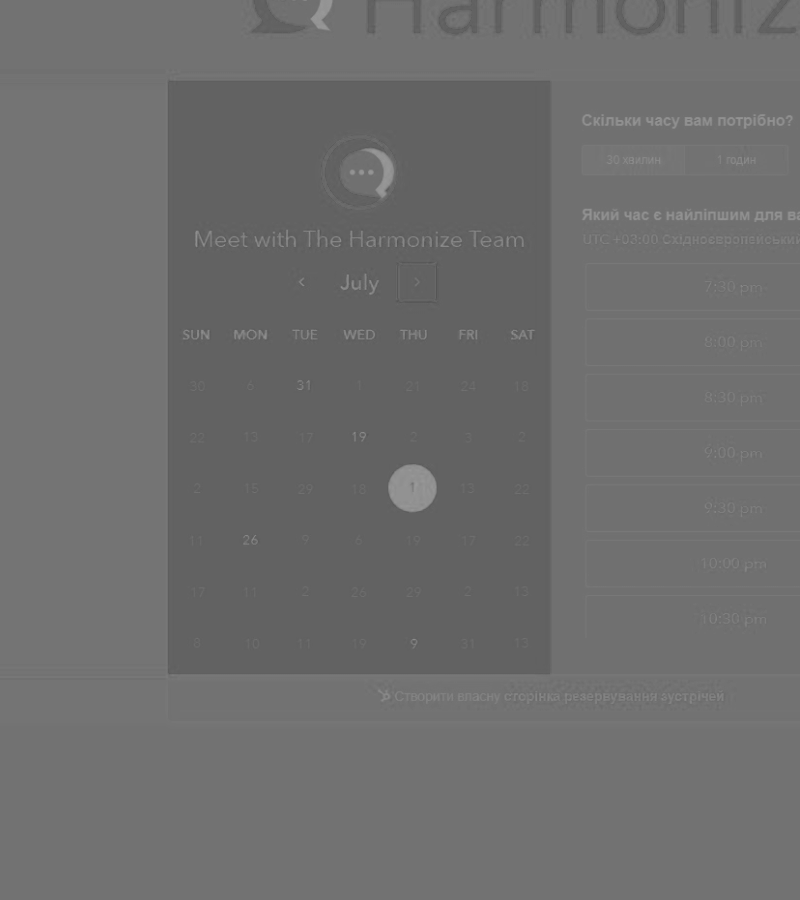 Harmoniz
Meet with The Harmonize Team
July
SUN MON TUE WED THU FRI SAT
30 6 31 1 21 24 18
22 13 17 19 2 3 2
2 15 29 18 13 22
11 26 9 6 19 17 22
17 11 2 26 29 2 13
8 10 11 19 9 31 13
Скільки часу вам потрібно?
30 хвилин 1 годин
Який час є найліпшим для ва
UTC +03:00 Східноєвропейський
7:30 pm
8:00 pm
8:30 pm
9:00 pm
9:30 pm
10:00 pm
10:30 pm
Створити власну сторінка резервування зустрічей